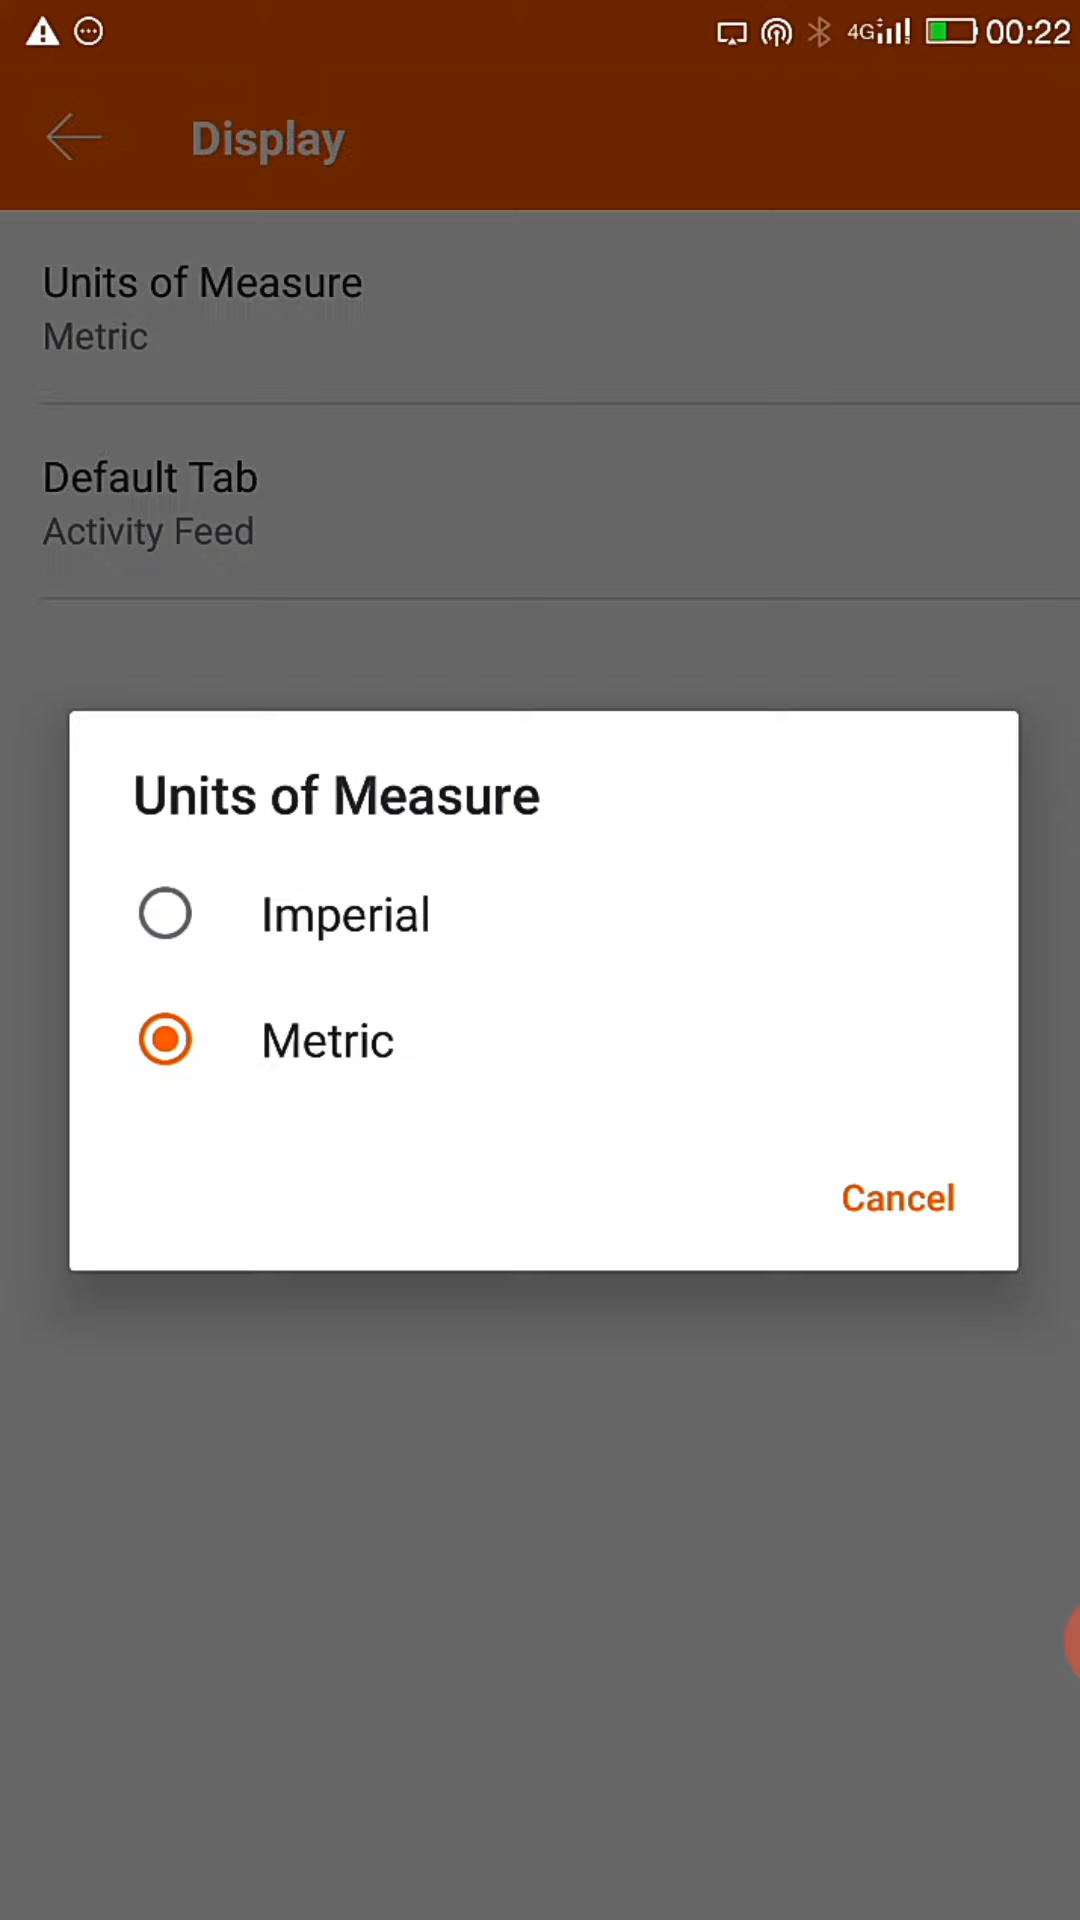 4G 00:22
Display
Units of Measure
Metric
Default Tab
Activity Feed
Units of Measure
Imperial
Metric
Cancel